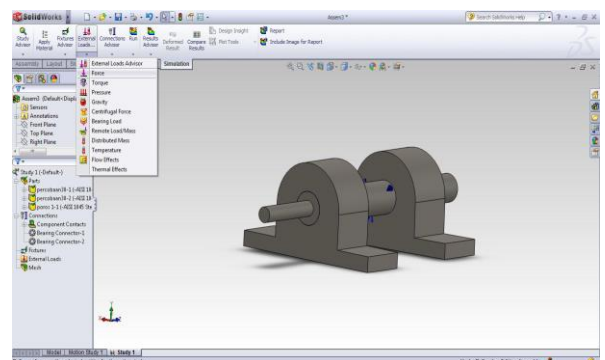 SolidWorks
Assem3 *
Search SolidWorks Help
Study Advisor
Apply Material
Fixtures Advisor
External Loads...
Connections Advisor
Run
Results Advisor
Deformed Result
Compare Results
Design Insight
Plot Tools
Report
Include Image for Report
Assembly
Layout
Simulation
External Loads Advisor
Force
Torque
Pressure
Gravity
Centrifugal Force
Bearing Load
Remote Load/Mass
Distributed Mass
Temperature
Flow Effects
Thermal Effects
Sensors
Annotations
Front Plane
Top Plane
Right Plane
Study 1 (-Default-)
Parts
Connections
Component Contacts
Bearing Connector-1
Bearing Connector-2
Fixtures
External Loads
Mesh
Model
Motion Study 1
Study 1